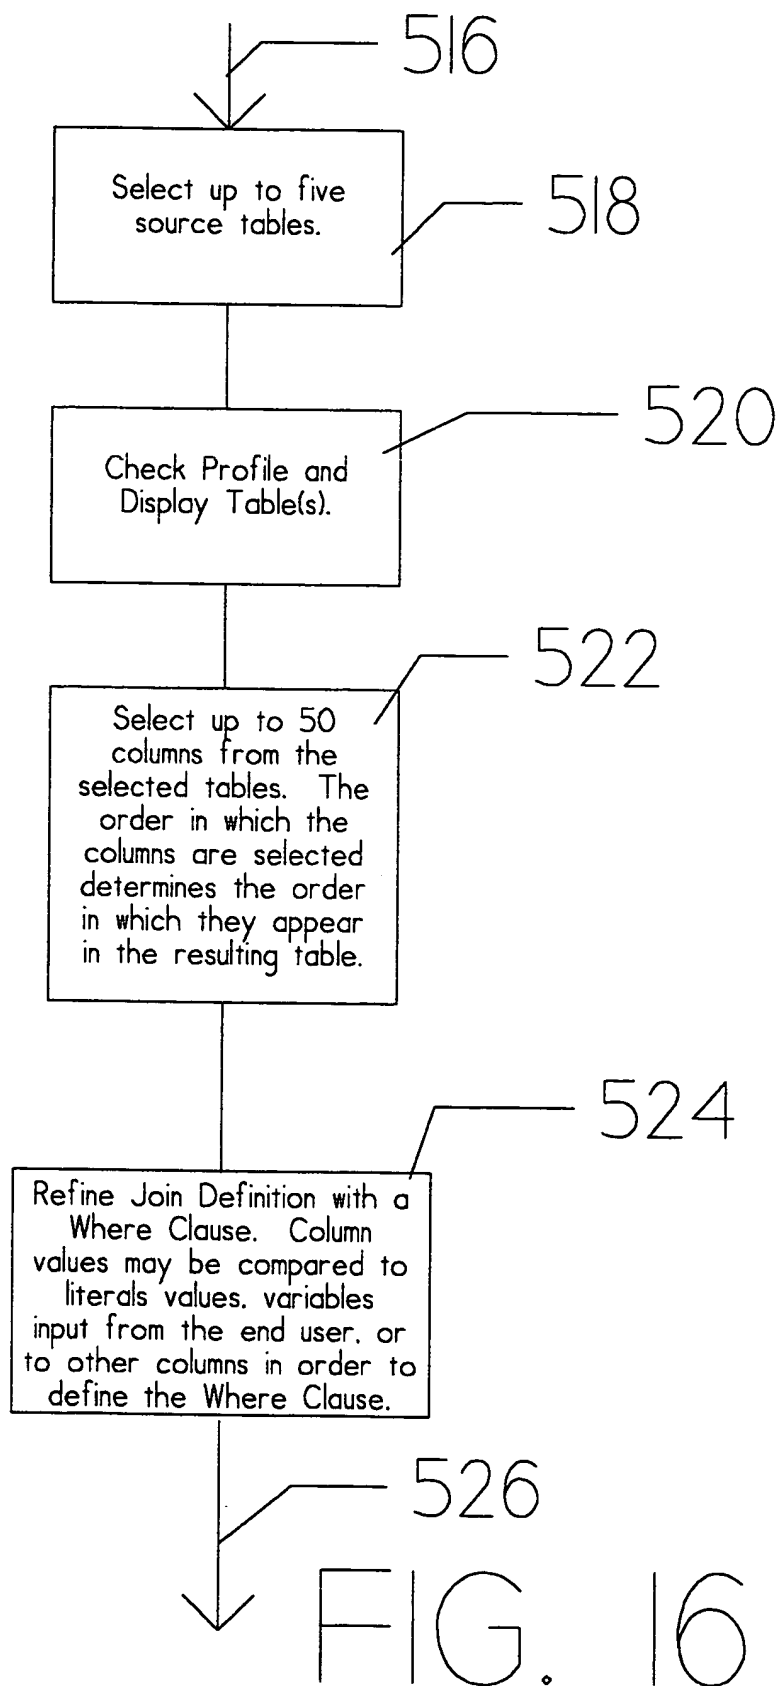 516
Select up to five
source tables.
518
520
Check Profile and
Display Table(s).
522
Select up to 50
columns from the
selected tables. The
order in which the
columns are selected
determines the order
in which they appear
in the resulting table.
524
Refine Join Definition with a
Where Clause. Column
values may be compared to
literals values, variables
input from the end user, or
to other columns in order to
define the Where Clause.
526
FIG. 16